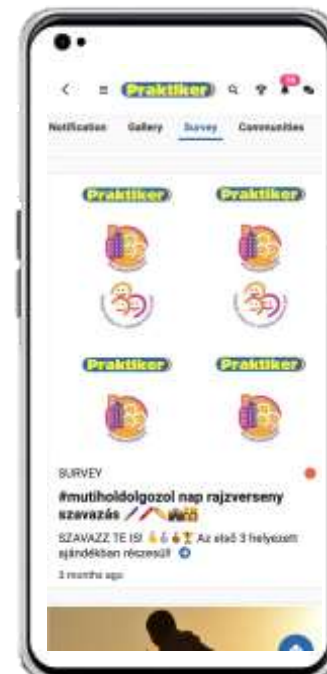 Praktiker
Notification Gallery Survey Communities
Praktiker Praktiker
Praktiker Praktiker
SURVEY
#mutiholdolgozol nap rajzverseny
szavazás
SZAVAZZ TE IS! Az első 3 helyezett
ajándékban részesül!
3 months ago